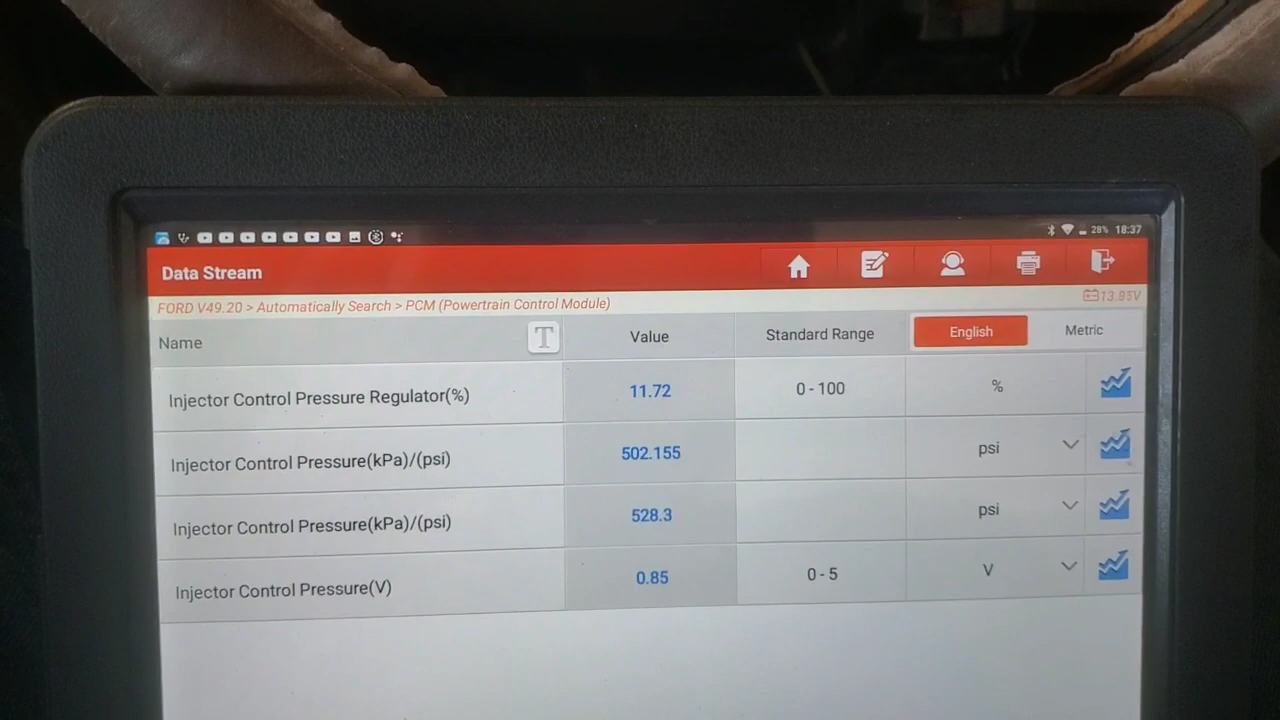 28% 18:37
Data Stream
FORD V49.20 > Automatically Search > PCM (Powertrain Control Module)
13.95V
Name T Value Standard Range English Metric
Injector Control Pressure Regulator(%) 11.72 0 - 100 %
Injector Control Pressure(kPa)/(psi) 502.155 psi
Injector Control Pressure(kPa)/(psi) 528.3 psi
Injector Control Pressure(V) 0.85 0 - 5 V